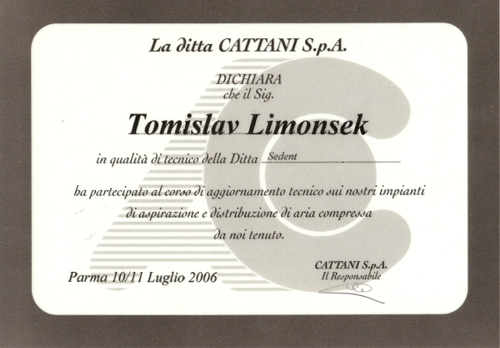 La ditta CATTANI S.p.A.
DICHIARA
che il Sig.
Tomislav Limonsek
in qualità di tecnico della Ditta Sedent
ha partecipato al corso di aggiornamento tecnico sui nostri impianti
di aspirazione e distribuzione di aria compressa
da noi tenuto.
CATTANI S.p.A.
Il Responsabile
Parma 10/11 Luglio 2006